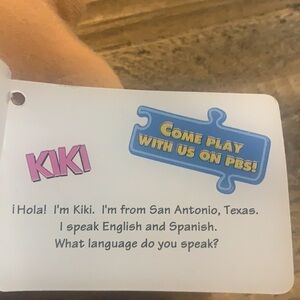 COME PLAY
WITH US ON PBS!
KIKI
¡Hola! I'm Kiki. I'm from San Antonio, Texas.
I speak English and Spanish.
What language do you speak?